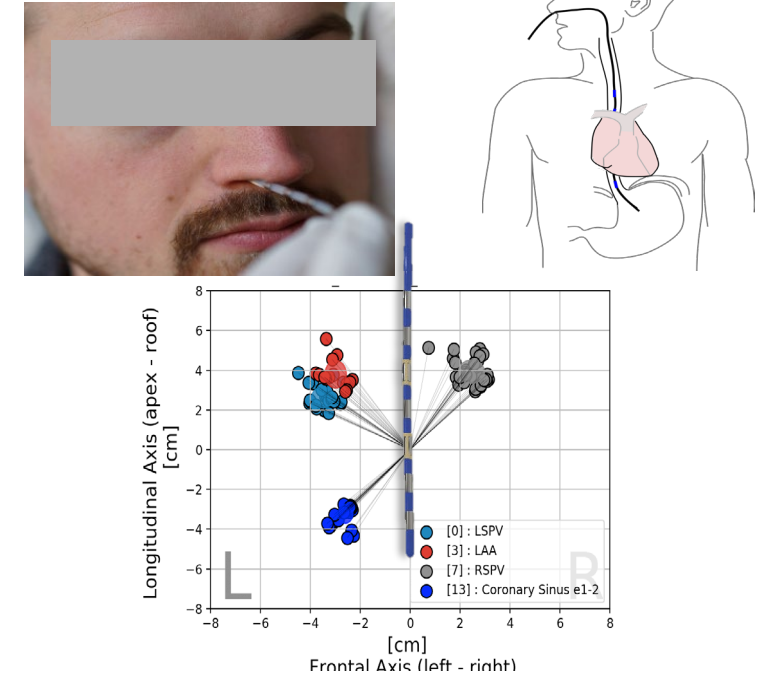 8
6
4
2
0
−2
−4
−6
−8
Longitudinal Axis (apex - roof)
[cm]
L
R
[0] : LSPV
[3] : LAA
[7] : RSPV
[13] : Coronary Sinus e1-2
−8 −6 −4 −2 0 2 4 6 8
[cm]
Frontal Axis (left - right)